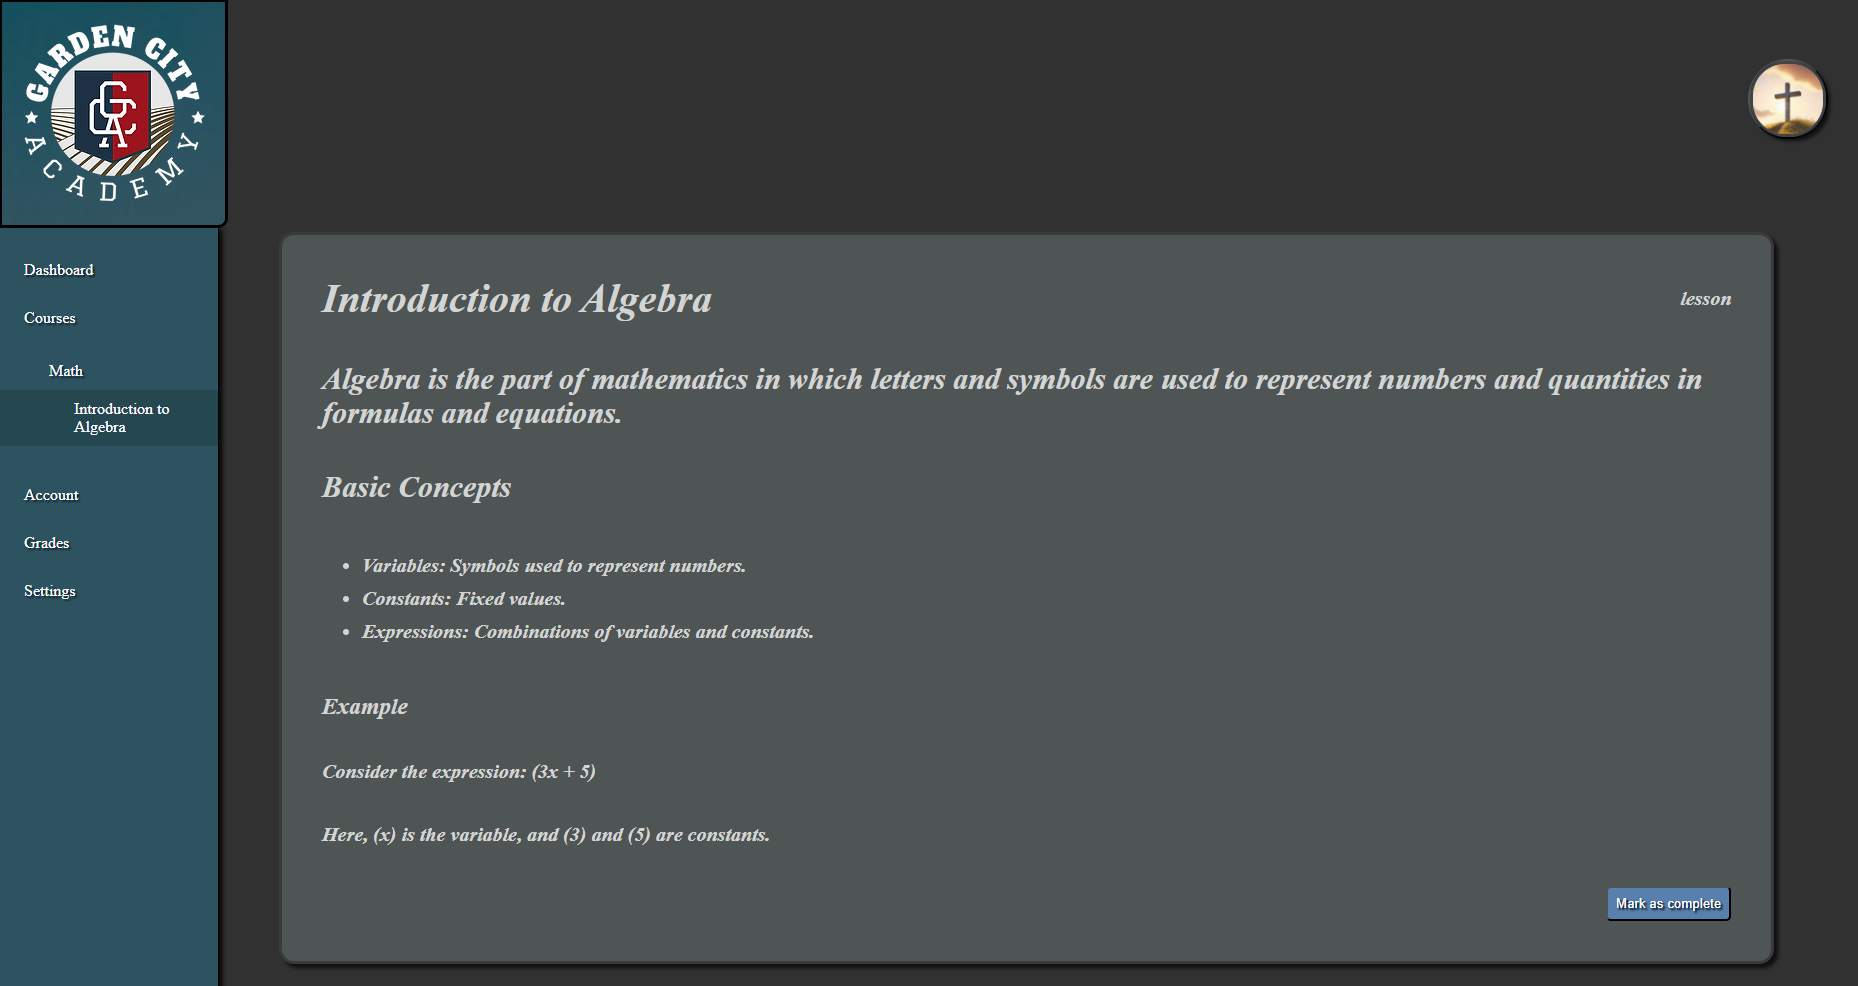 GARDEN CITY
ACADEMY
GCA
Dashboard
Courses
Math
Introduction to
Algebra
Account
Grades
Settings
Introduction to Algebra
lesson
Algebra is the part of mathematics in which letters and symbols are used to represent numbers and quantities in
formulas and equations.
Basic Concepts
• Variables: Symbols used to represent numbers.
• Constants: Fixed values.
• Expressions: Combinations of variables and constants.
Example
Consider the expression: (3x + 5)
Here, (x) is the variable, and (3) and (5) are constants.
Mark as complete